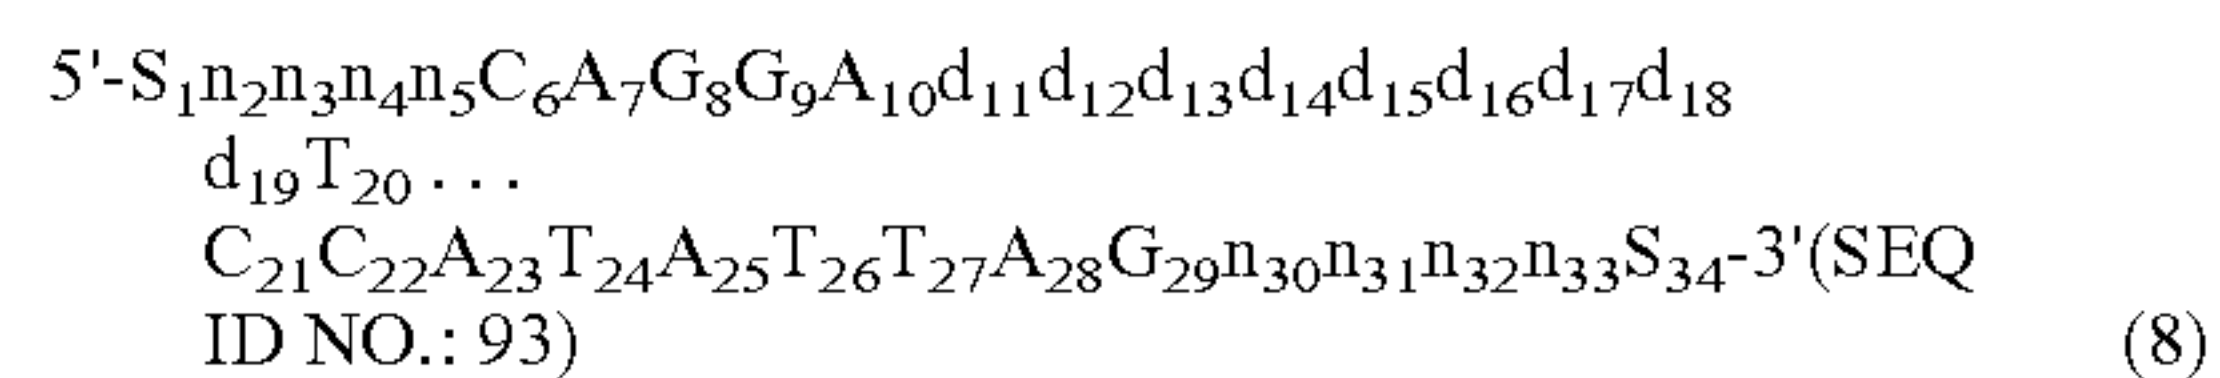 5'-S₁n₂n₃n₄n₅C₆A₇G₈G₉A₁₀d₁₁d₁₂d₁₃d₁₄d₁₅d₁₆d₁₇d₁₈
d₁₉T₂₀ . . .
C₂₁C₂₂A₂₃T₂₄A₂₅T₂₆T₂₇A₂₈G₂₉n₃₀n₃₁n₃₂n₃₃S₃₄-3'(SEQ
ID NO.: 93) (8)